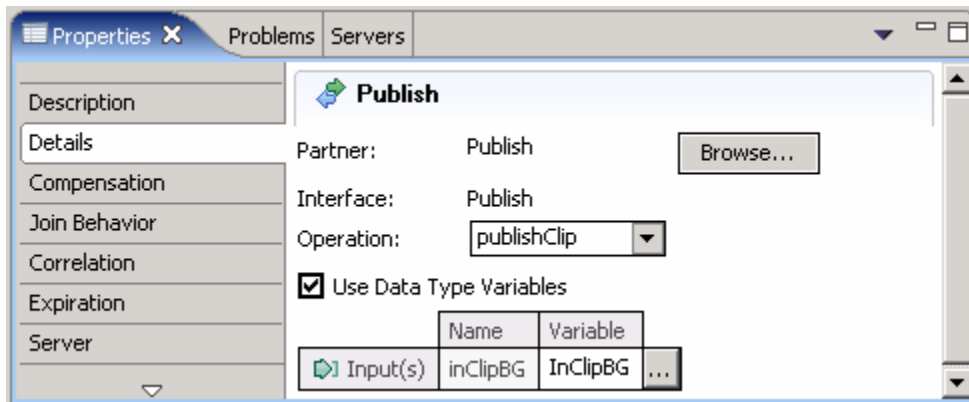 Properties Problems Servers
Description
Details
Compensation
Join Behavior
Correlation
Expiration
Server
Publish
Partner: Publish Browse...
Interface: Publish
Operation: publishClip
Use Data Type Variables
Name Variable
Input(s) inClipBG InClipBG ...